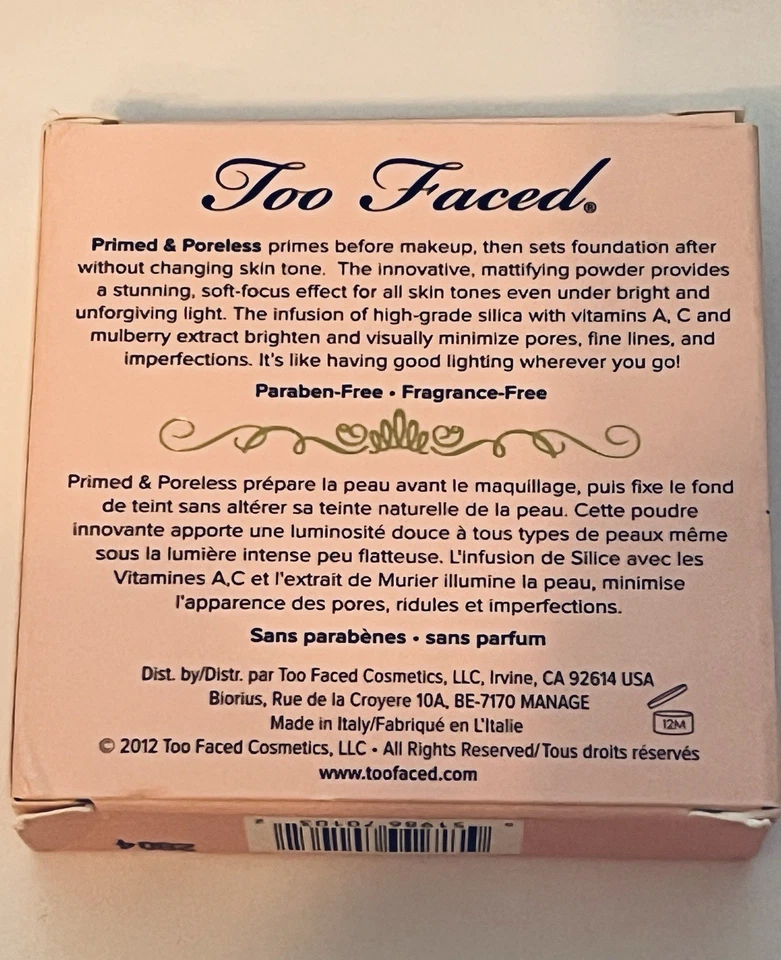 Too Faced®
Primed & Poreless primes before makeup, then sets foundation after
without changing skin tone. The innovative, mattifying powder provides
a stunning, soft-focus effect for all skin tones even under bright and
unforgiving light. The infusion of high-grade silica with vitamins A, C and
mulberry extract brighten and visually minimize pores, fine lines, and
imperfections. It's like having good lighting wherever you go!
Paraben-Free • Fragrance-Free
Primed & Poreless prépare la peau avant le maquillage, puis fixe le fond
de teint sans altérer sa teinte naturelle de la peau. Cette poudre
innovante apporte une luminosité douce à tous types de peaux même
sous la lumière intense peu flatteuse. L'infusion de Silice avec les
Vitamines A,C et l'extrait de Murier illumine la peau, minimise
l'apparence des pores, ridules et imperfections.
Sans parabènes • sans parfum
Dist. by/Distr. par Too Faced Cosmetics, LLC, Irvine, CA 92614 USA
Biorius, Rue de la Croyere 10A, BE-7170 MANAGE
Made in Italy/Fabriqué en L'Italie
12M
© 2012 Too Faced Cosmetics, LLC • All Rights Reserved/Tous droits réservés
www.toofaced.com